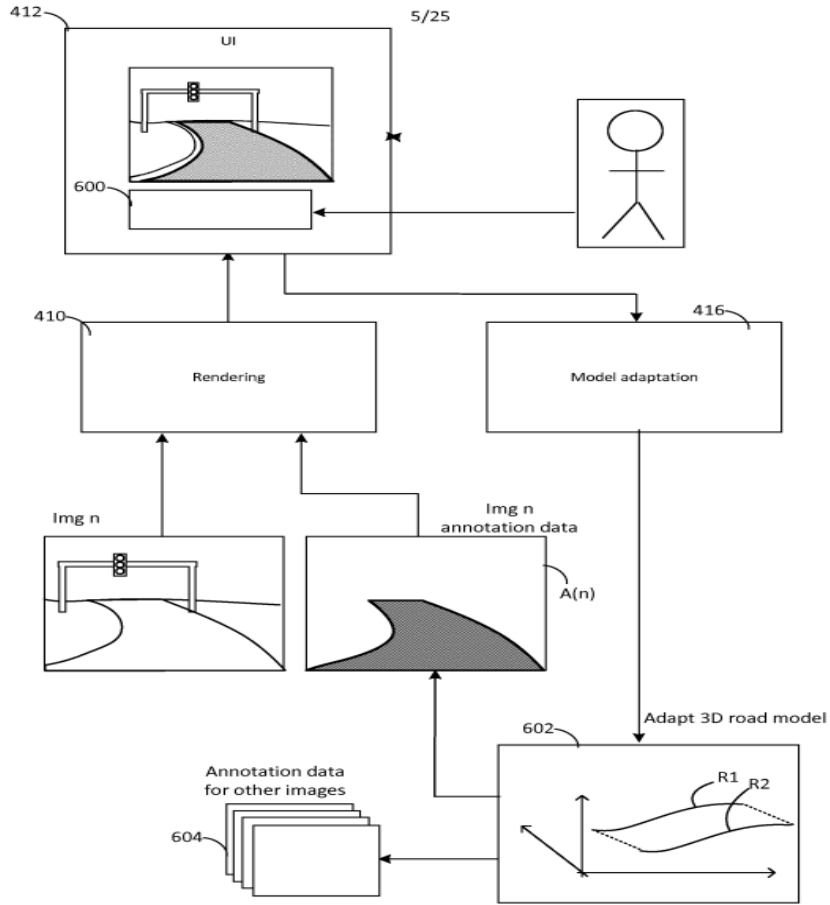 412
5/25
UI
600
410
416
Rendering
Model adaptation
Img n
Img n
annotation data
A(n)
Adapt 3D road model
602
R1
R2
Annotation data
for other images
604